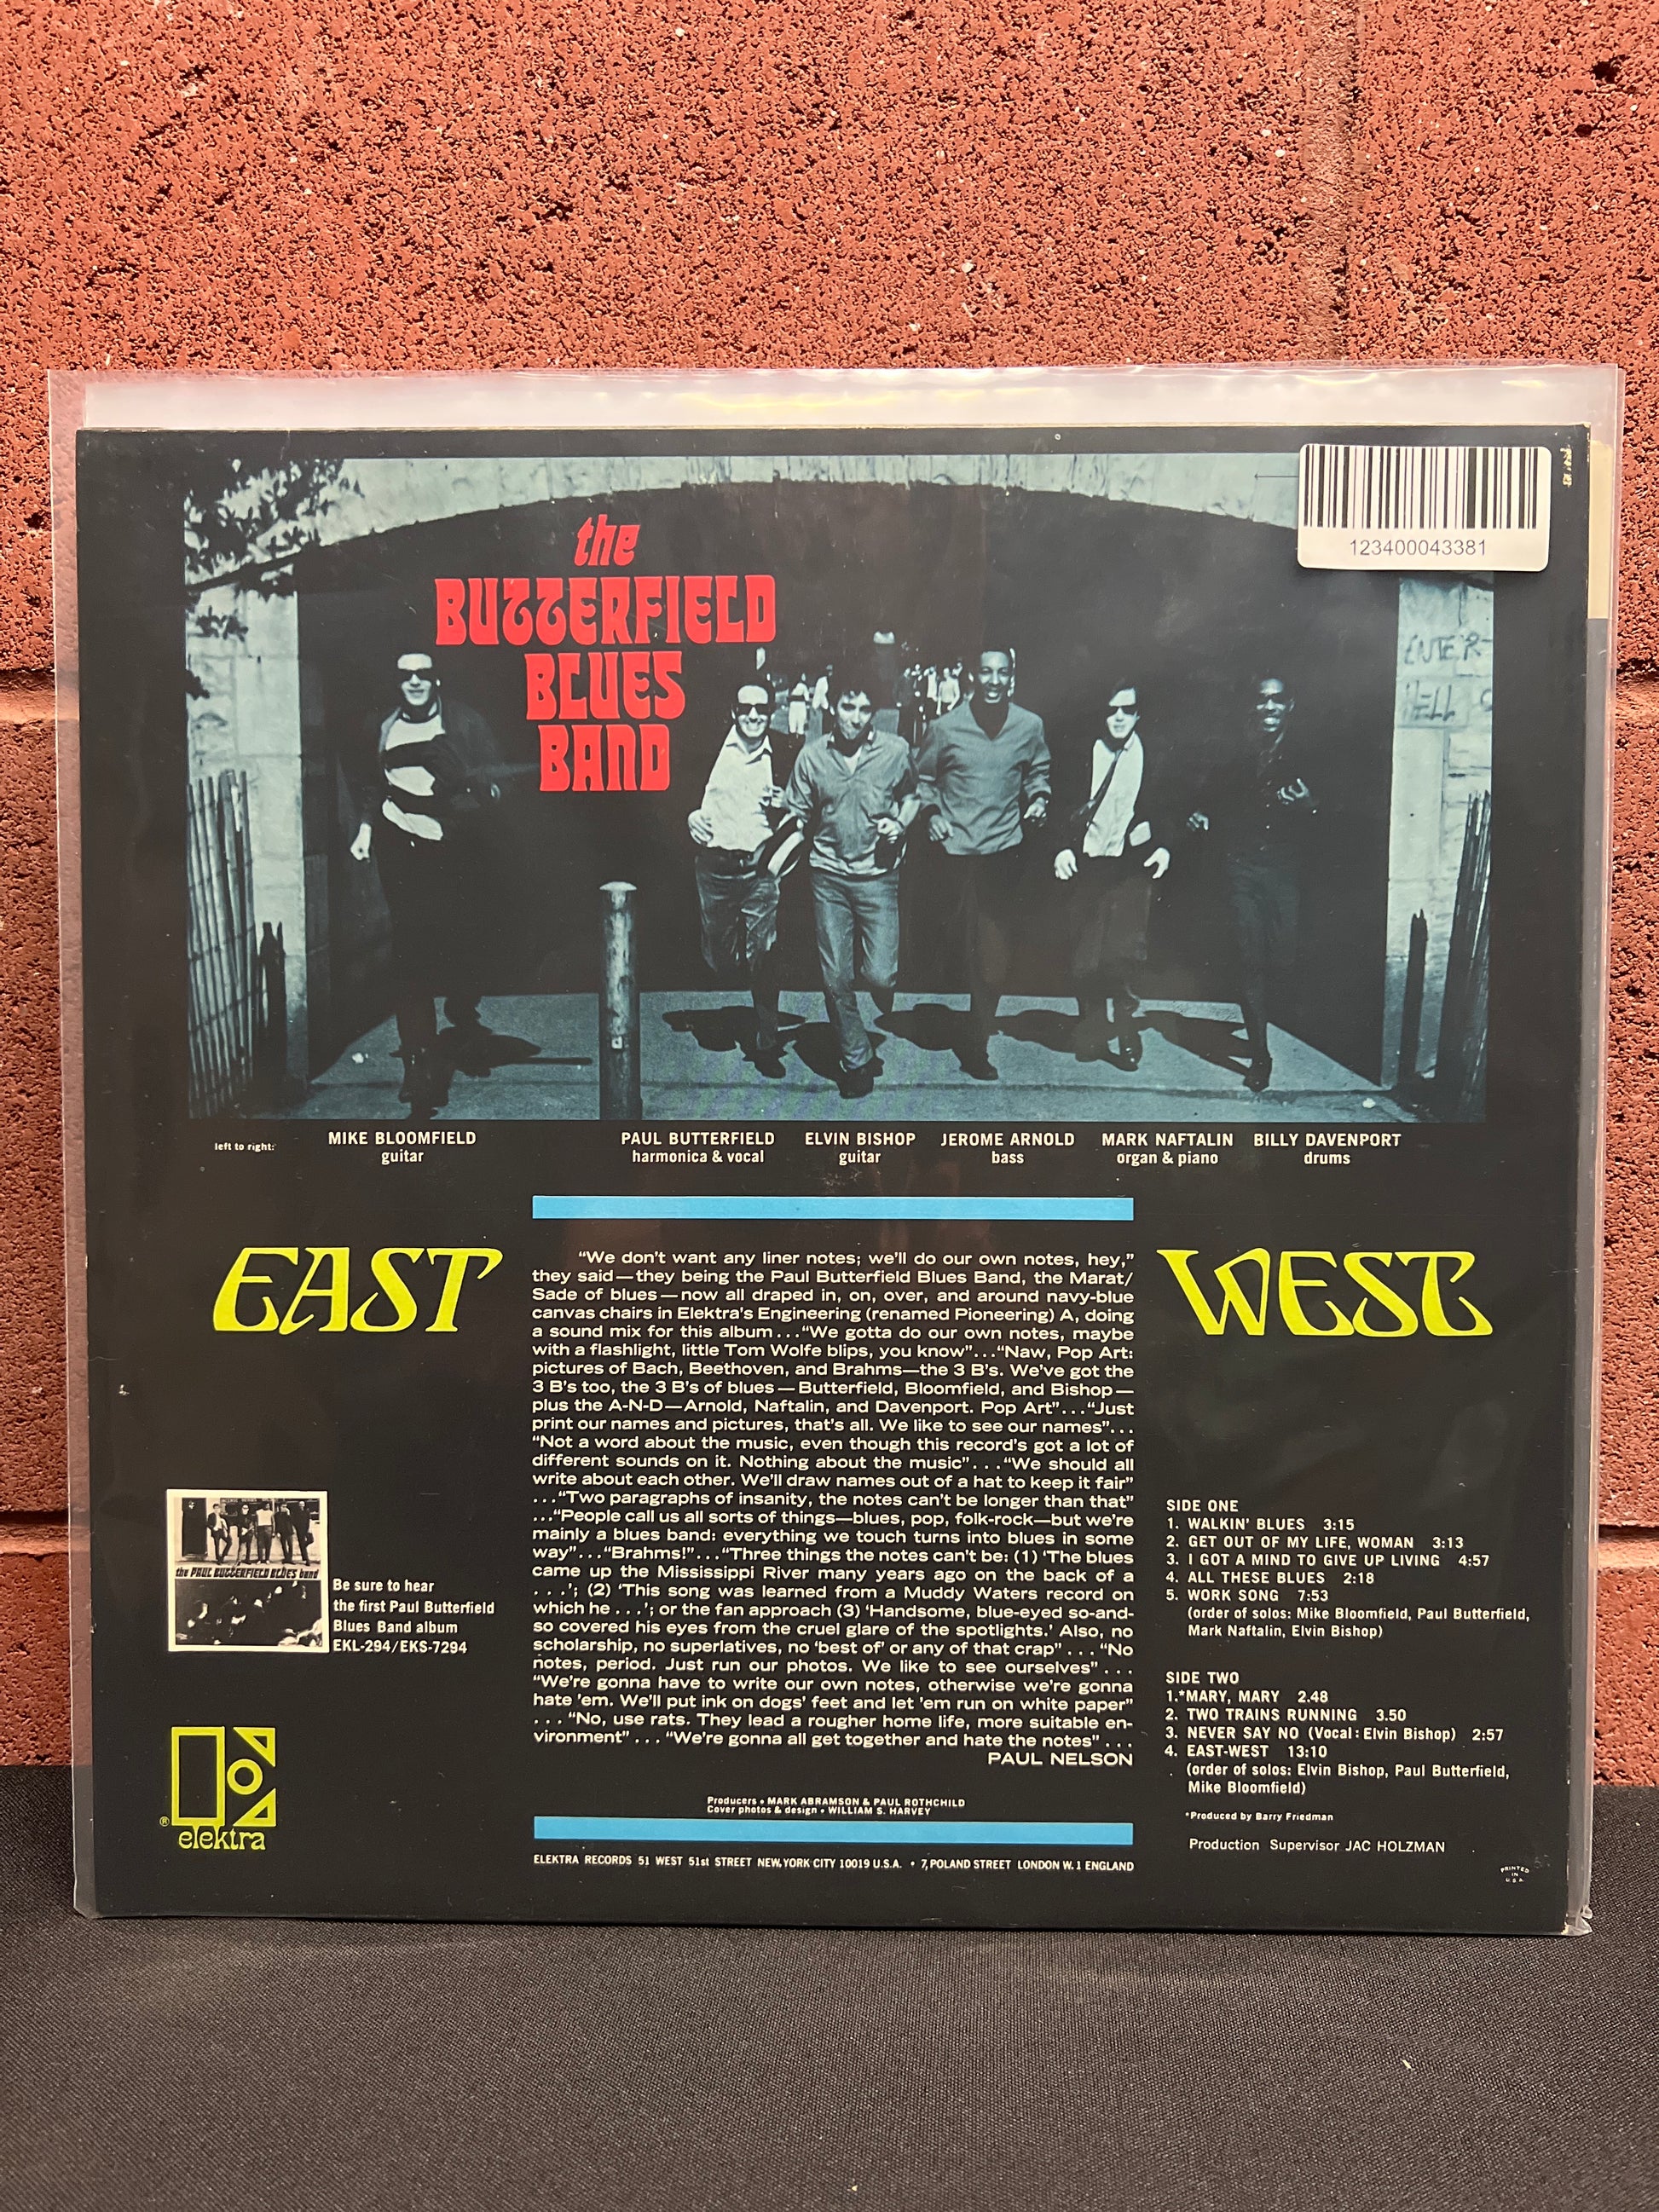 123400043381
the
BUTTERFIELD
BLUES
BAND
ENTER
HELL
left to right:
MIKE BLOOMFIELD
guitar
PAUL BUTTERFIELD
harmonica & vocal
ELVIN BISHOP
guitar
JEROME ARNOLD
bass
MARK NAFTALIN
organ & piano
BILLY DAVENPORT
drums
EAST
WEST
“We don’t want any liner notes; we’ll do our own notes, hey,”
they said—they being the Paul Butterfield Blues Band, the Marat/
Sade of blues—now all draped in, on, over, and around navy-blue
canvas chairs in Elektra’s Engineering (renamed Pioneering) A, doing
a sound mix for this album...“We gotta do our own notes, maybe
with a flashlight, little Tom Wolfe blips, you know”...“Naw, Pop Art:
pictures of Bach, Beethoven, and Brahms—the 3 B’s. We’ve got the
3 B’s too, the 3 B’s of blues—Butterfield, Bloomfield, and Bishop—
plus the A-N-D—Arnold, Naftalin, and Davenport. Pop Art”...“Just
print our names and pictures, that’s all. We like to see our names”...
“Not a word about the music, even though this record’s got a lot of
different sounds on it. Nothing about the music”...“We should all
write about each other. We’ll draw names out of a hat to keep it fair”
...“Two paragraphs of insanity, the notes can’t be longer than that”
...“People call us all sorts of things—blues, pop, folk-rock—but we’re
mainly a blues band: everything we touch turns into blues in some
way”...“Brahms!”...“Three things the notes can’t be: (1) ‘The blues
came up the Mississippi River many years ago on the back of a
...’; (2) ‘This song was learned from a Muddy Waters record on
which he ...’; or the fan approach (3) ‘Handsome, blue-eyed so-and-
so covered his eyes from the cruel glare of the spotlights.’ Also, no
scholarship, no superlatives, no ‘best of’ or any of that crap” ... “No
notes, period. Just run our photos. We like to see ourselves” ...
“We’re gonna have to write our own notes, otherwise we’re gonna
hate ’em. We’ll put ink on dogs’ feet and let ’em run on white paper”
... “No, use rats. They lead a rougher home life, more suitable en-
vironment” ... “We’re gonna all get together and hate the notes” ...
PAUL NELSON
Producers • MARK ABRAMSON & PAUL ROTHCHILD
Cover photos & design • WILLIAM S. HARVEY
ELEKTRA RECORDS 51 WEST 51st STREET NEW YORK CITY 10019 U.S.A. • 7, POLAND STREET LONDON W.1 ENGLAND
the PAUL BUTTERFIELD BLUES band
Be sure to hear
the first Paul Butterfield
Blues Band album
EKL-294/EKS-7294
®
elektra
SIDE ONE
1. WALKIN’ BLUES 3:15
2. GET OUT OF MY LIFE, WOMAN 3:13
3. I GOT A MIND TO GIVE UP LIVING 4:57
4. ALL THESE BLUES 2:18
5. WORK SONG 7:53
(order of solos: Mike Bloomfield, Paul Butterfield,
Mark Naftalin, Elvin Bishop)
SIDE TWO
1.*MARY, MARY 2.48
2. TWO TRAINS RUNNING 3.50
3. NEVER SAY NO (Vocal: Elvin Bishop) 2:57
4. EAST-WEST 13:10
(order of solos: Elvin Bishop, Paul Butterfield,
Mike Bloomfield)
*Produced by Barry Friedman
Production Supervisor JAC HOLZMAN
PRINTED
IN
U.S.A.